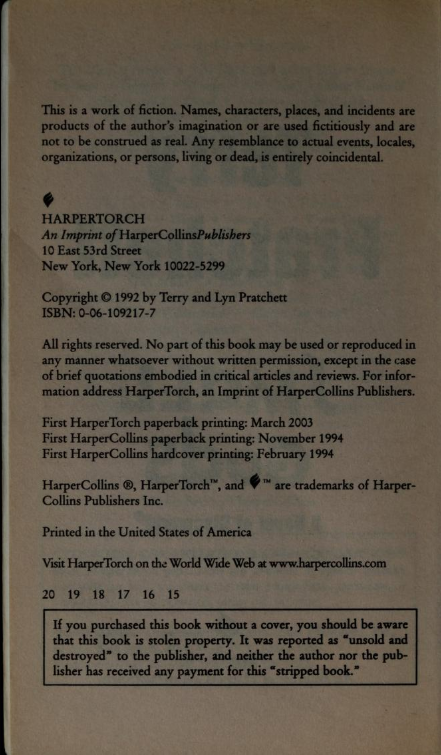 This is a work of fiction. Names, characters, places, and incidents are
products of the author's imagination or are used fictitiously and are
not to be construed as real. Any resemblance to actual events, locales,
organizations, or persons, living or dead, is entirely coincidental.
HARPERTORCH
An Imprint of HarperCollinsPublishers
10 East 53rd Street
New York, New York 10022-5299
Copyright © 1992 by Terry and Lyn Pratchett
ISBN: 0-06-109217-7
All rights reserved. No part of this book may be used or reproduced in
any manner whatsoever without written permission, except in the case
of brief quotations embodied in critical articles and reviews. For infor-
mation address HarperTorch, an Imprint of HarperCollins Publishers.
First HarperTorch paperback printing: March 2003
First HarperCollins paperback printing: November 1994
First HarperCollins hardcover printing: February 1994
HarperCollins ®, HarperTorch™, and ™ are trademarks of Harper-
Collins Publishers Inc.
Printed in the United States of America
Visit HarperTorch on the World Wide Web at www.harpercollins.com
20 19 18 17 16 15
If you purchased this book without a cover, you should be aware
that this book is stolen property. It was reported as "unsold and
destroyed" to the publisher, and neither the author nor the pub-
lisher has received any payment for this "stripped book."